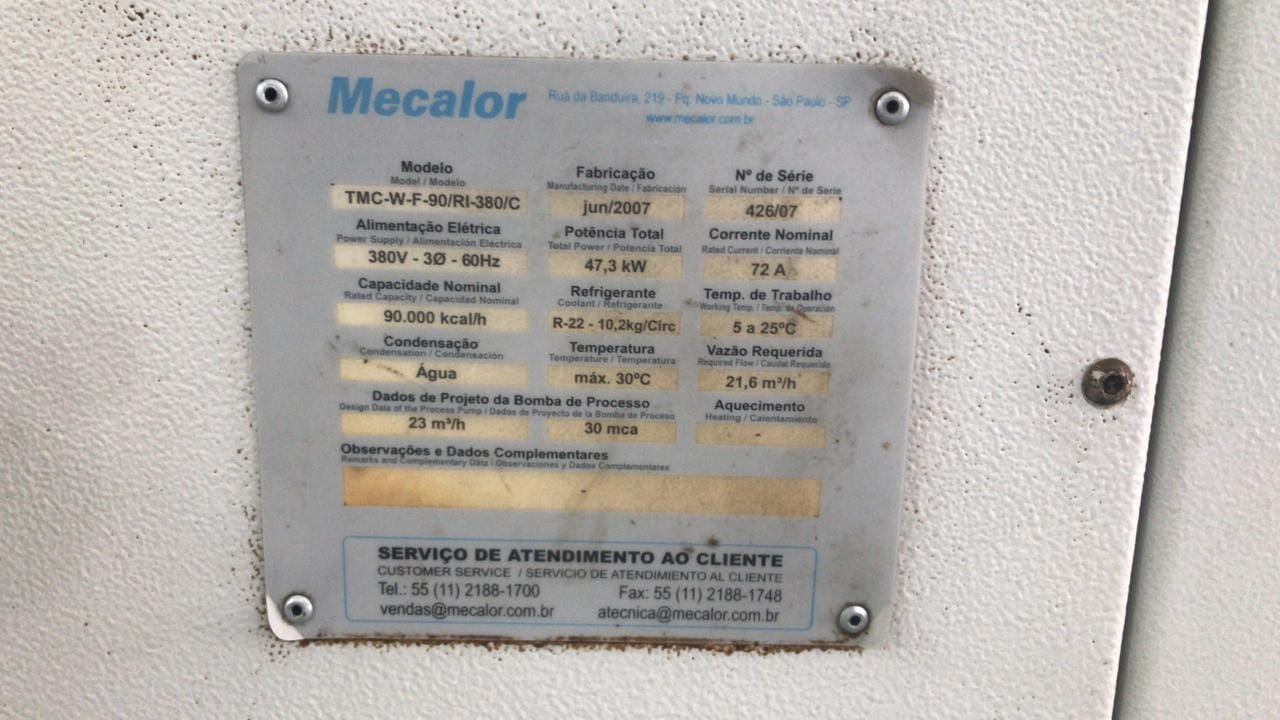 Mecalor
Rua da Banduira, 219 - Pq. Novo Mundo - São Paulo - SP
www.mecalor.com.br
Modelo
Model / Modelo
TMC-W-F-90/RI-380/C
Fabricação
Manufacturing Date / Fabricación
jun/2007
Nº de Série
Serial Number / Nº de Serie
426/07
Alimentação Elétrica
Power Supply / Alimentación Eléctrica
380V - 3Ø - 60Hz
Potência Total
Total Power / Potencia Total
47,3 kW
Corrente Nominal
Rated Current / Corriente Nominal
72 A
Capacidade Nominal
Rated Capacity / Capacidad Nominal
90.000 kcal/h
Refrigerante
Coolant / Refrigerante
R-22 - 10,2kg/Circ
Temp. de Trabalho
Working Temp. / Temp. de Operación
5 a 25ºC
Condensação
Condensation / Condensación
Água
Temperatura
Temperature / Temperatura
máx. 30ºC
Vazão Requerida
Required Flow / Caudal Requerido
21,6 m³/h
Dados de Projeto da Bomba de Processo
Design Data of the Process Pump / Dados de Proyecto de la Bomba de Proceso
23 m³/h
30 mca
Aquecimento
Heating / Calentamiento
-
Observações e Dados Complementares
Remarks and Complementary Data / Observaciones y Dados Complementares
SERVIÇO DE ATENDIMENTO AO CLIENTE
CUSTOMER SERVICE / SERVICIO DE ATENDIMIENTO AL CLIENTE
Tel.: 55 (11) 2188-1700
Fax: 55 (11) 2188-1748
vendas@mecalor.com.br
atecnica@mecalor.com.br